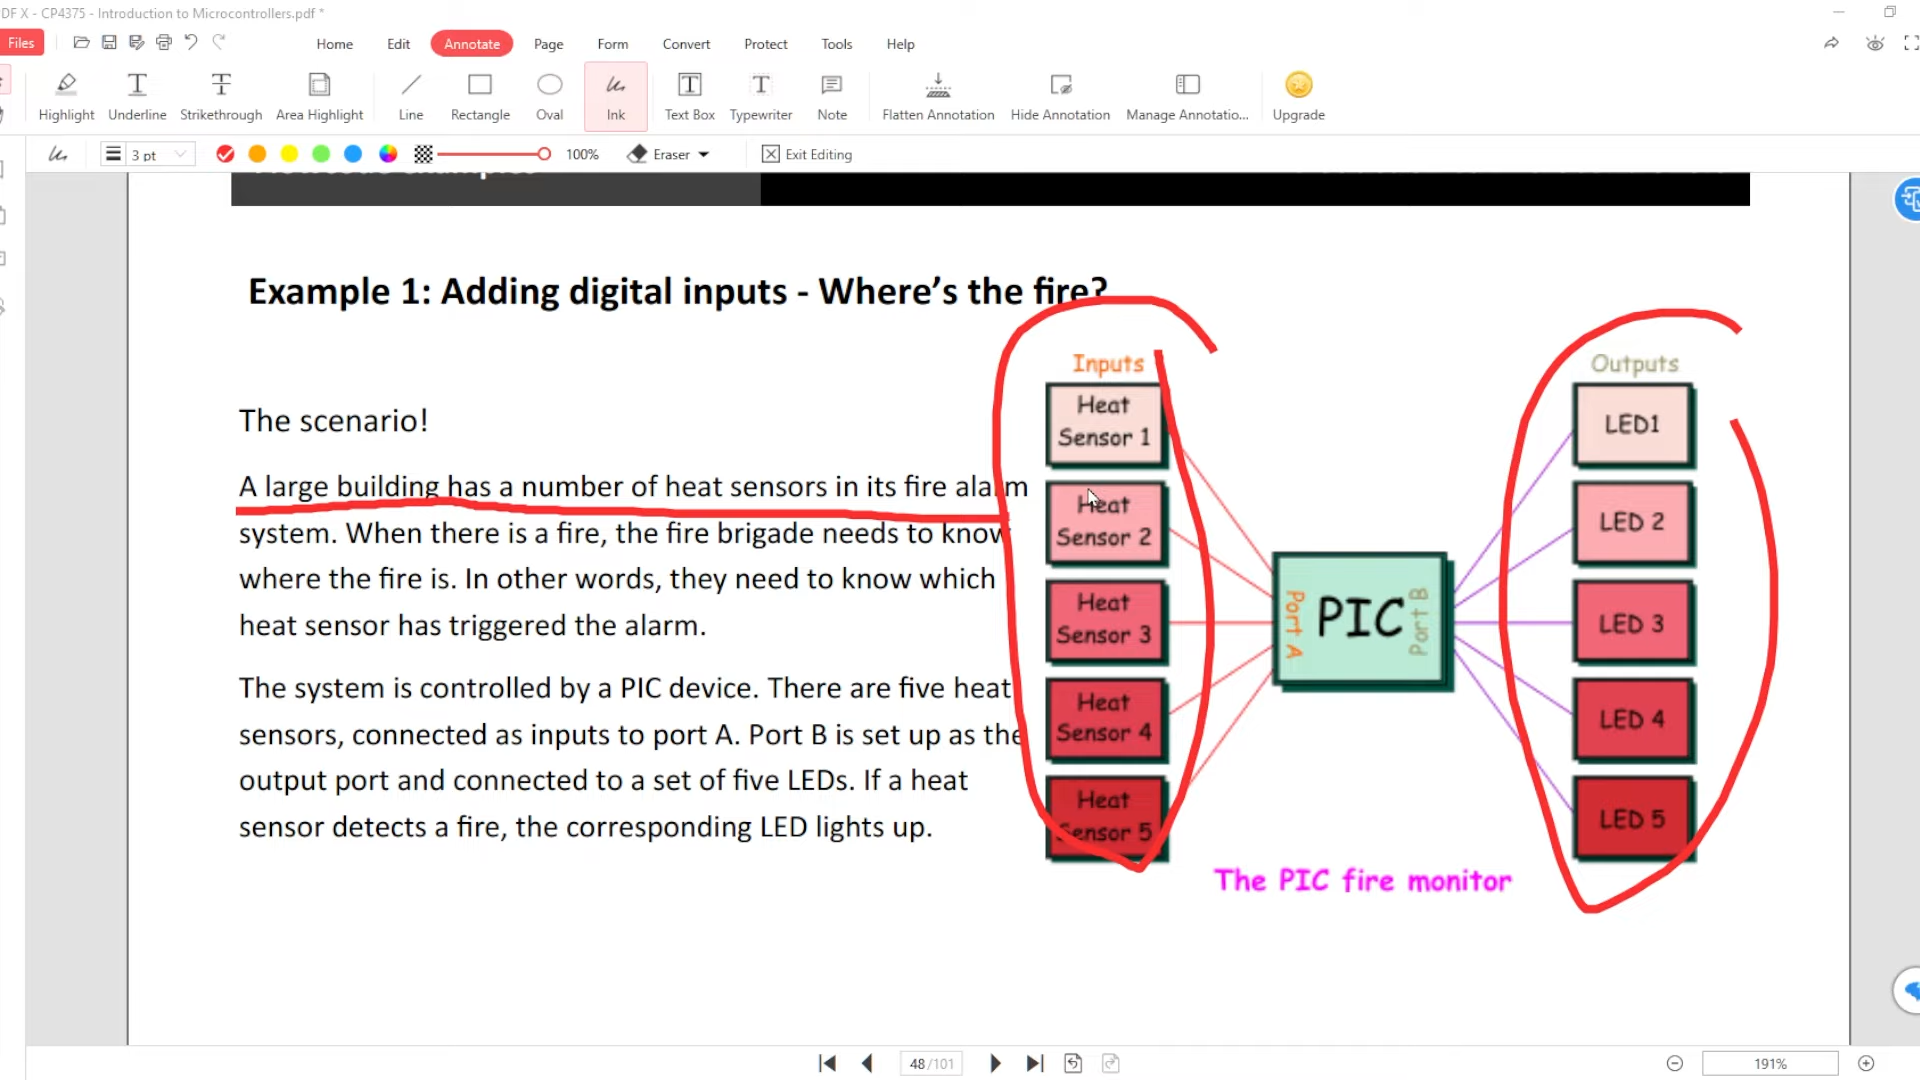 DF X - CP4375 - Introduction to Microcontrollers.pdf *
Files
Home Edit Annotate Page Form Convert Protect Tools Help
Highlight Underline Strikethrough Area Highlight Line Rectangle Oval Ink Text Box Typewriter Note Flatten Annotation Hide Annotation Manage Annotatio... Upgrade
3 pt 100% Eraser Exit Editing
Example 1: Adding digital inputs - Where's the fire?
The scenario!
A large building has a number of heat sensors in its fire alarm
system. When there is a fire, the fire brigade needs to know
where the fire is. In other words, they need to know which
heat sensor has triggered the alarm.
The system is controlled by a PIC device. There are five heat
sensors, connected as inputs to port A. Port B is set up as the
output port and connected to a set of five LEDs. If a heat
sensor detects a fire, the corresponding LED lights up.
Inputs
Heat
Sensor 1
Heat
Sensor 2
Heat
Sensor 3
Heat
Sensor 4
Heat
Sensor 5
Port A
PIC
Port B
Outputs
LED1
LED 2
LED 3
LED 4
LED 5
The PIC fire monitor
48 /101
191%